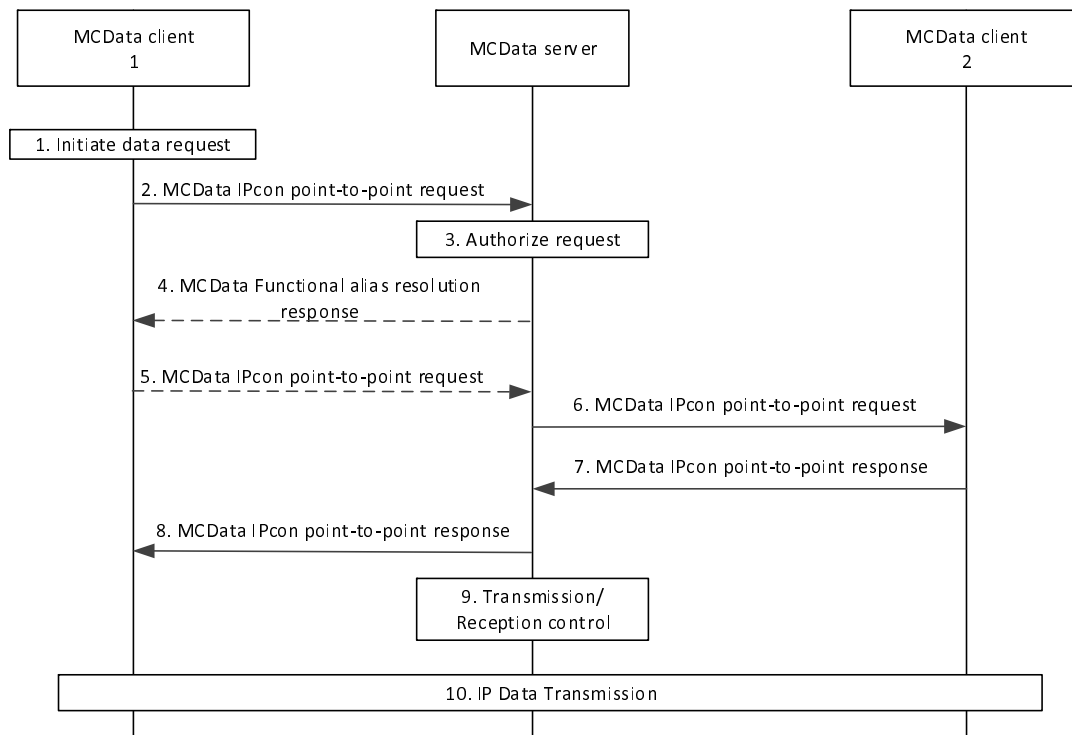 MCData client
1
MCData server
MCData client
2
1. Initiate data request
2. MCData IPcon point-to-point request
3. Authorize request
4. MCData Functional alias resolution
response
5. MCData IPcon point-to-point request
6. MCData IPcon point-to-point request
7. MCData IPcon point-to-point response
8. MCData IPcon point-to-point response
9. Transmission/
Reception control
10. IP Data Transmission